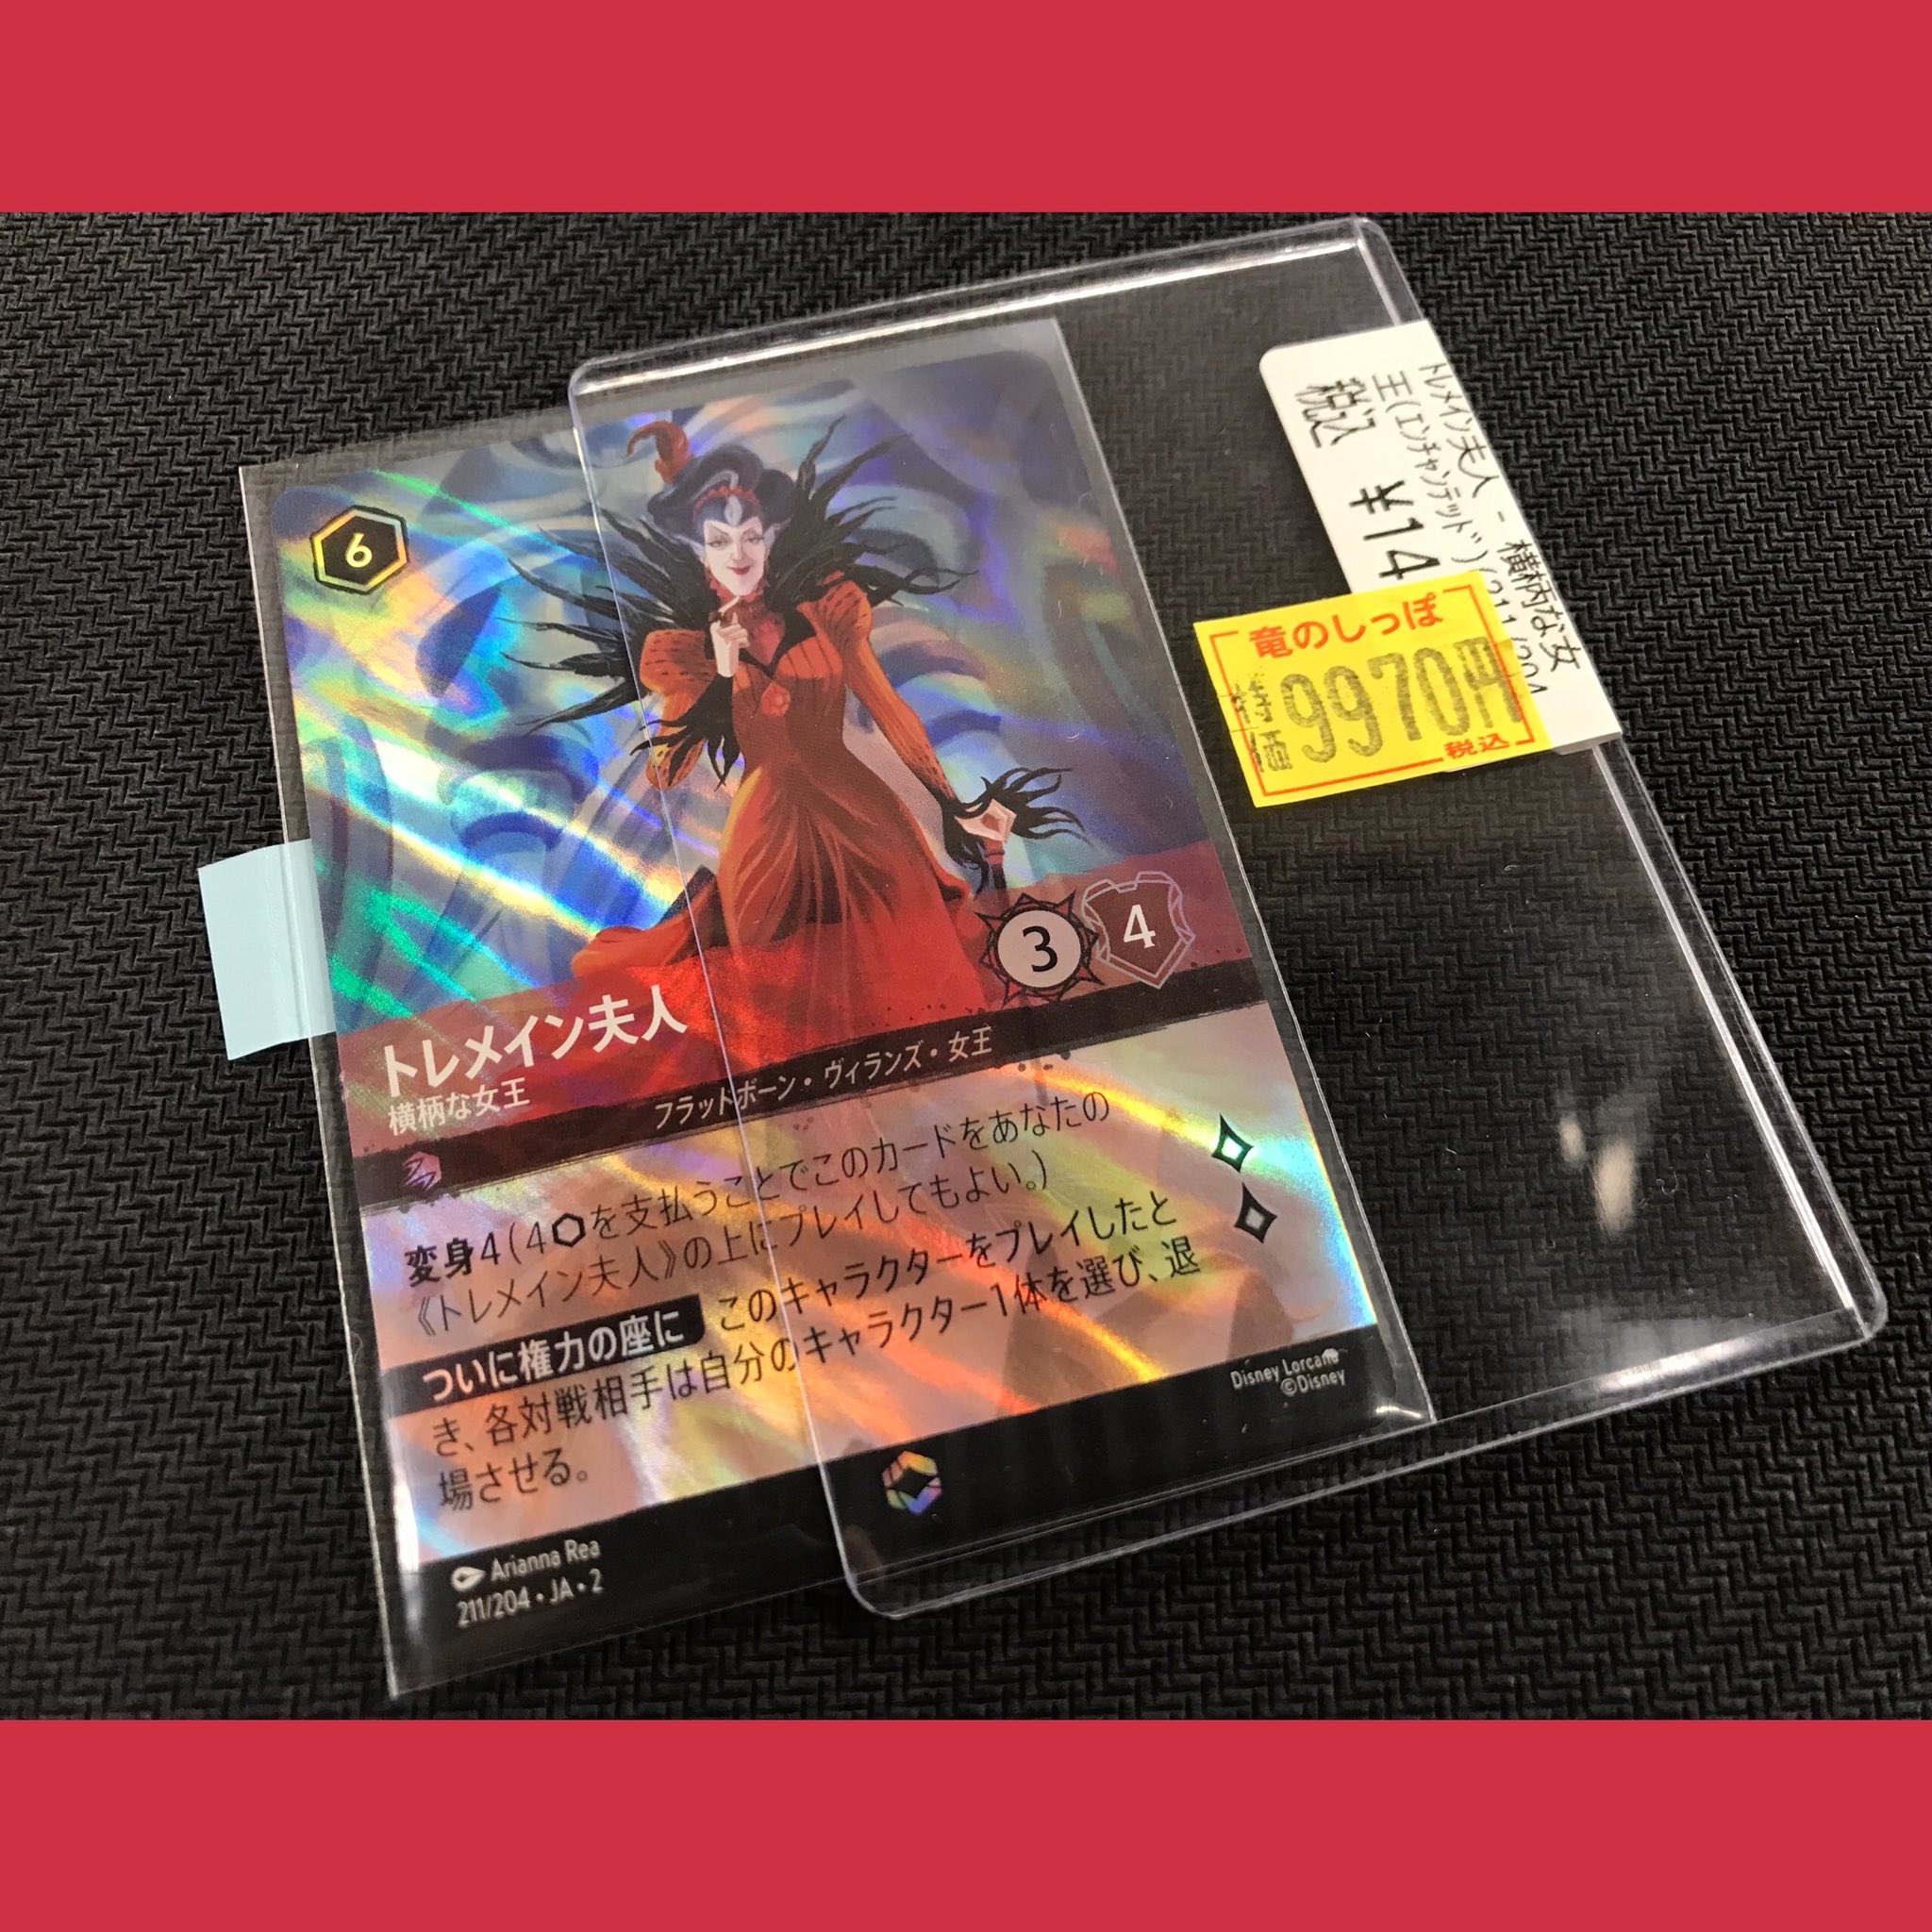 6
3
4
トレメイン夫人
横柄な女王
フラッドボーン・ヴィランズ・女王
変身4(4⬡を支払うことでこのカードをあなたの
《トレメイン夫人》の上にプレイしてもよい。)
ついに権力の座に このキャラクターをプレイしたと
き、各対戦相手は自分のキャラクター1体を選び、退
場させる。
Disney Lorcana
©Disney
Arianna Rea
211/204・JA・2
トレメイン夫人 - 横柄な女
王(エンチャンテッド)(211/204
税込 ¥14
竜のしっぽ
特価 9970円
税込